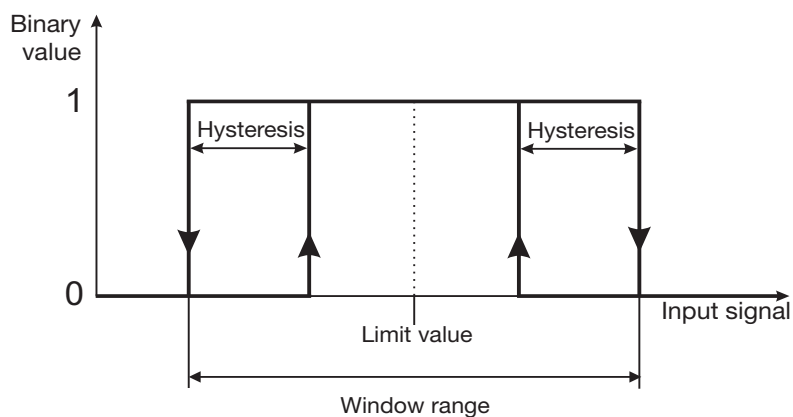 Binary
value
1
Hysteresis
Hysteresis
0
Input signal
Limit value
Window range